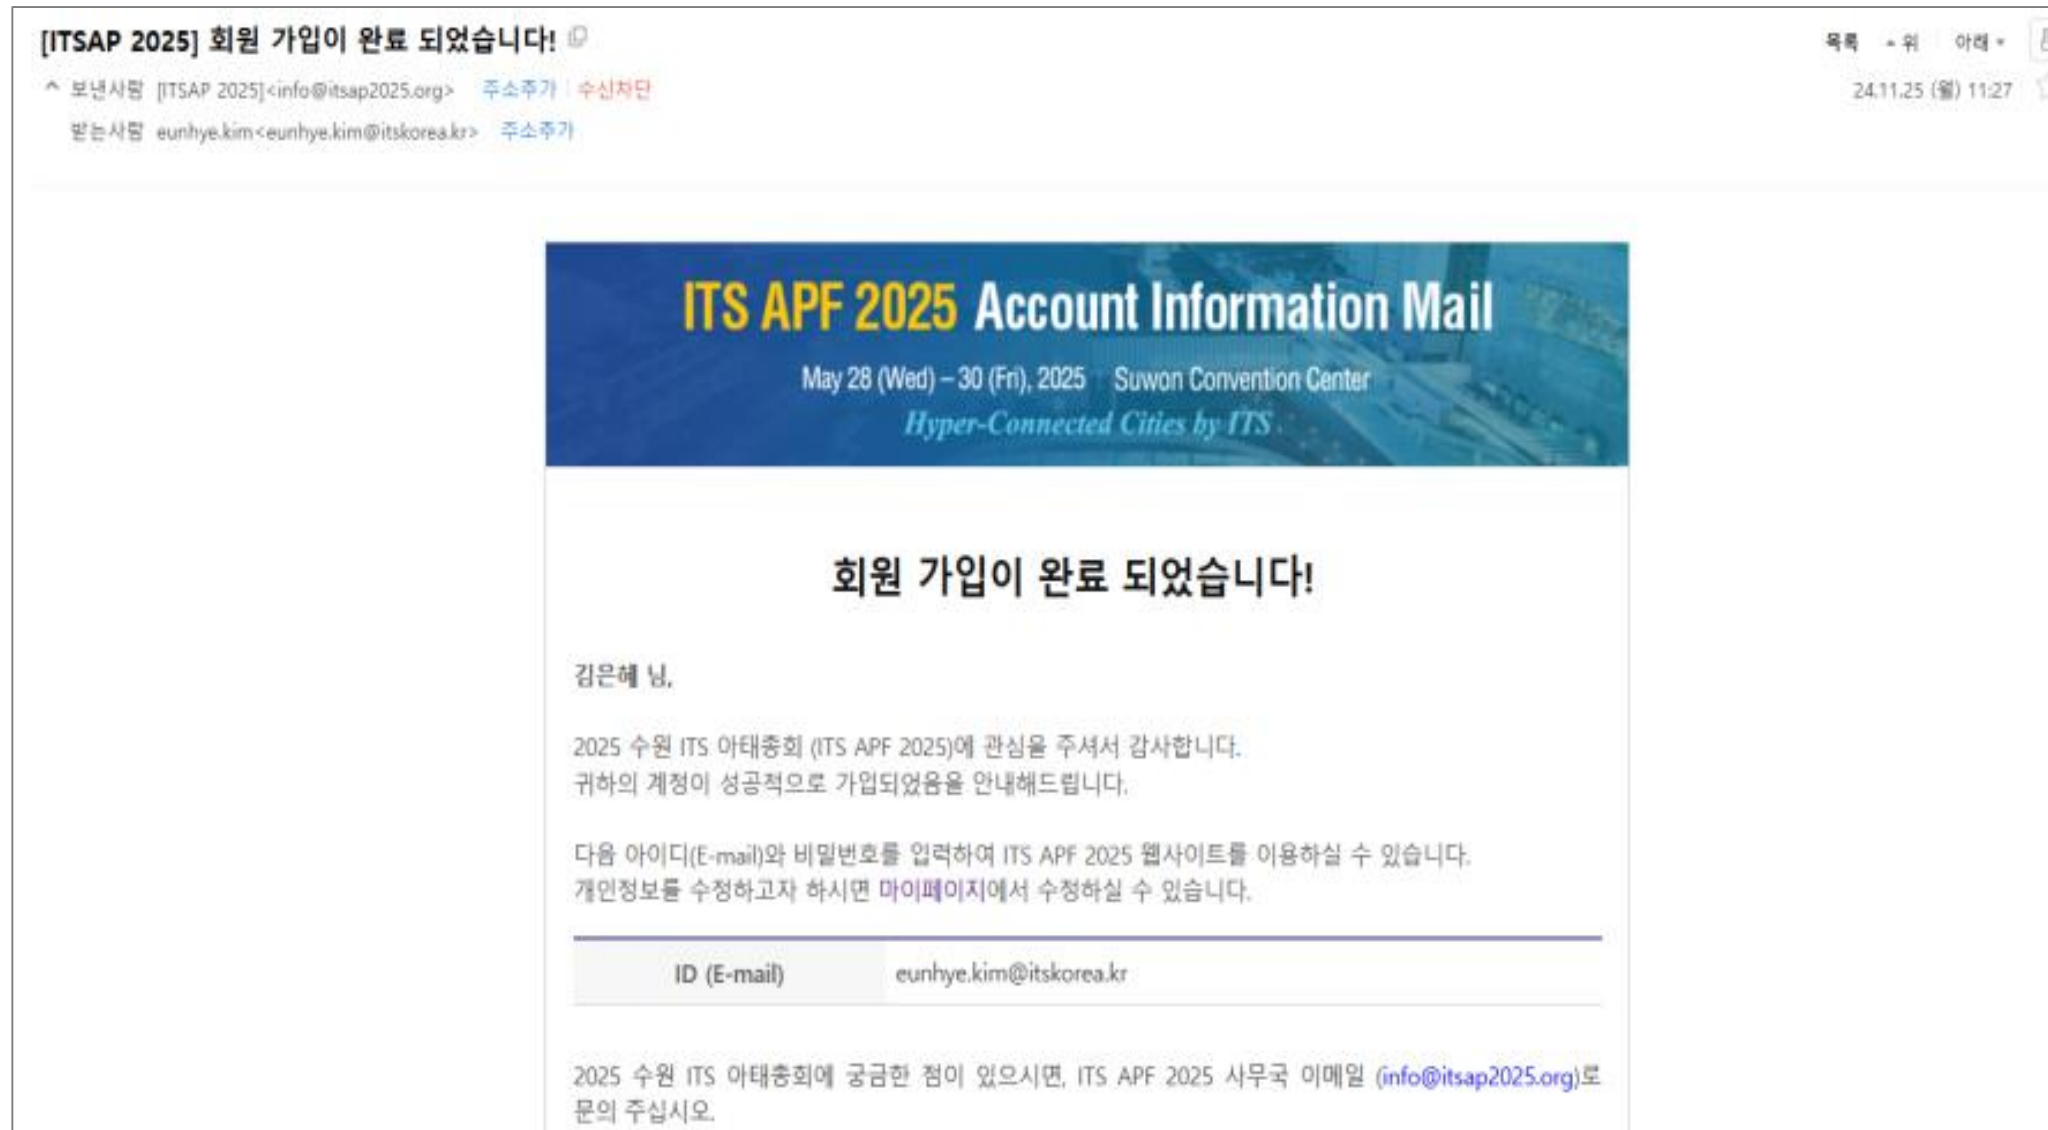 [ITSAP 2025] 회원 가입이 완료 되었습니다!
목록 위 아래
보낸사람 [ITSAP 2025]<info@itsap2025.org> 주소추가 수신차단
24.11.25 (월) 11:27
받는사람 eunhye.kim<eunhye.kim@itskorea.kr> 주소추가
ITS APF 2025 Account Information Mail
May 28 (Wed) – 30 (Fri), 2025 Suwon Convention Center
Hyper-Connected Cities by ITS
회원 가입이 완료 되었습니다!
김은혜 님,
2025 수원 ITS 아태총회 (ITS APF 2025)에 관심을 주셔서 감사합니다.
귀하의 계정이 성공적으로 가입되었음을 안내해드립니다.
다음 아이디(E-mail)와 비밀번호를 입력하여 ITS APF 2025 웹사이트를 이용하실 수 있습니다.
개인정보를 수정하고자 하시면 마이페이지에서 수정하실 수 있습니다.
ID (E-mail) eunhye.kim@itskorea.kr
2025 수원 ITS 아태총회에 궁금한 점이 있으시면, ITS APF 2025 사무국 이메일 (info@itsap2025.org)로
문의 주십시오.